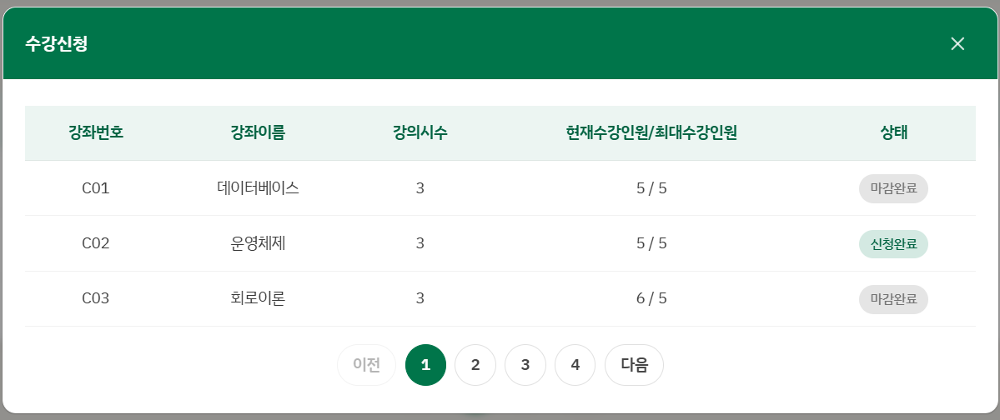 수강신청
강좌번호 강좌이름 강의시수 현재수강인원/최대수강인원 상태
C01 데이터베이스 3 5 / 5 마감완료
C02 운영체제 3 5 / 5 신청완료
C03 회로이론 3 6 / 5 마감완료
이전 1 2 3 4 다음